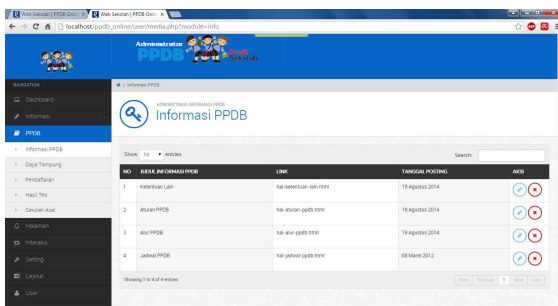 Web Sekolah | PPDB Onlin
Web Sekolah | PPDB Onlin
localhost/ppdb_online/user/media.php?module=info
Administrator
PPDB
Profil
Sekolah
NAVIGATION
Dashboard
Informasi
PPDB
Informasi PPDB
Daya Tampung
Pendaftaran
Hasil Tes
Sekolah Asal
Halaman
Interaksi
Setting
Layout
User
Informasi PPDB
ADMINISTRASI INFORMASI PPDB
Informasi PPDB
Show 10 entries
Search:
NO JUDUL INFORMASI PPDB LINK TANGGAL POSTING AKSI
1 Ketentuan Lain hal-ketentuan-lain.html 19 Agustus 2014
2 Aturan PPDB hal-aturan-ppdb.html 19 Agustus 2014
3 Alur PPDB hal-alur-ppdb.html 19 Agustus 2014
4 Jadwal PPDB hal-jadwal-ppdb.html 08 Maret 2012
Showing 1 to 4 of 4 entries
First Previous 1 Next Last